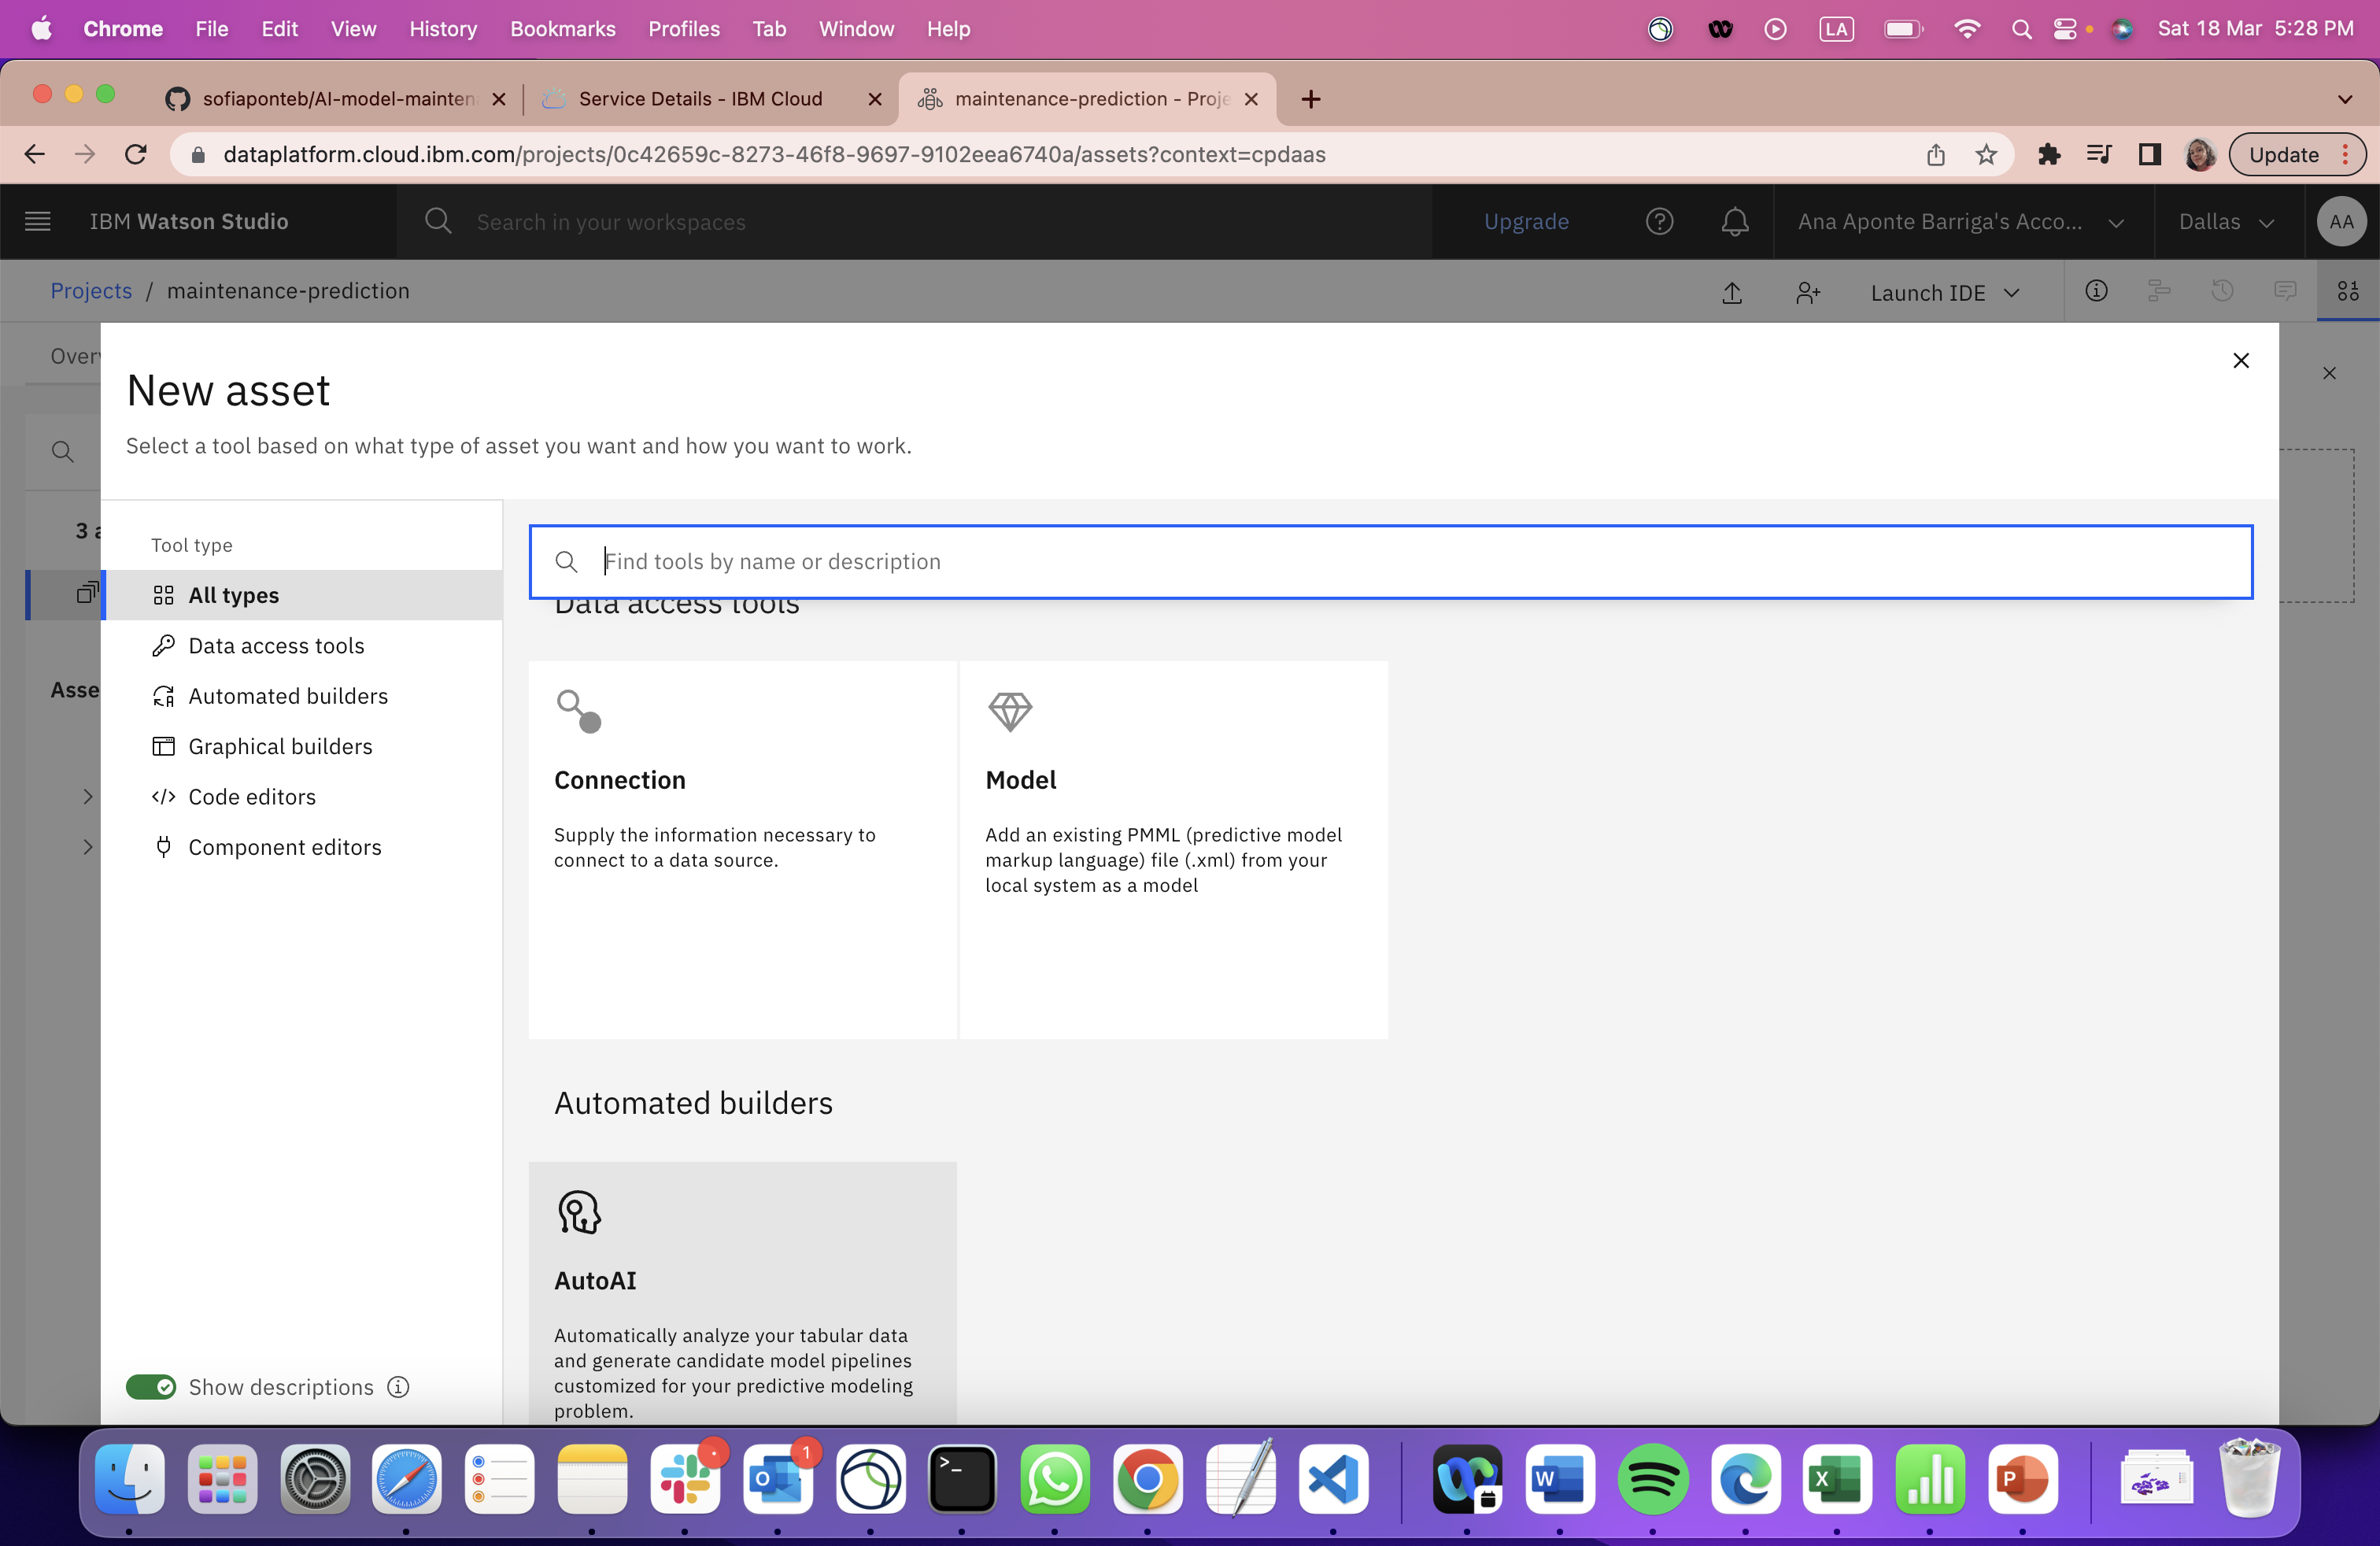 Chrome File Edit View History Bookmarks Profiles Tab Window Help LA Sat 18 Mar 5:28 PM
sofiaponteb/AI-model-mainten Service Details - IBM Cloud maintenance-prediction - Proje
dataplatform.cloud.ibm.com/projects/0c42659c-8273-46f8-9697-9102eea6740a/assets?context=cpdaas Update
IBM Watson Studio Search in your workspaces Upgrade Ana Aponte Barriga's Acco... Dallas AA
Projects / maintenance-prediction Launch IDE
Over
New asset
Select a tool based on what type of asset you want and how you want to work.
3 a
Asse
Tool type
All types
Data access tools
Automated builders
Graphical builders
Code editors
Component editors
Show descriptions
Find tools by name or description
Data access tools
Connection
Supply the information necessary to
connect to a data source.
Model
Add an existing PMML (predictive model
markup language) file (.xml) from your
local system as a model
Automated builders
AutoAI
Automatically analyze your tabular data
and generate candidate model pipelines
customized for your predictive modeling
problem.
1